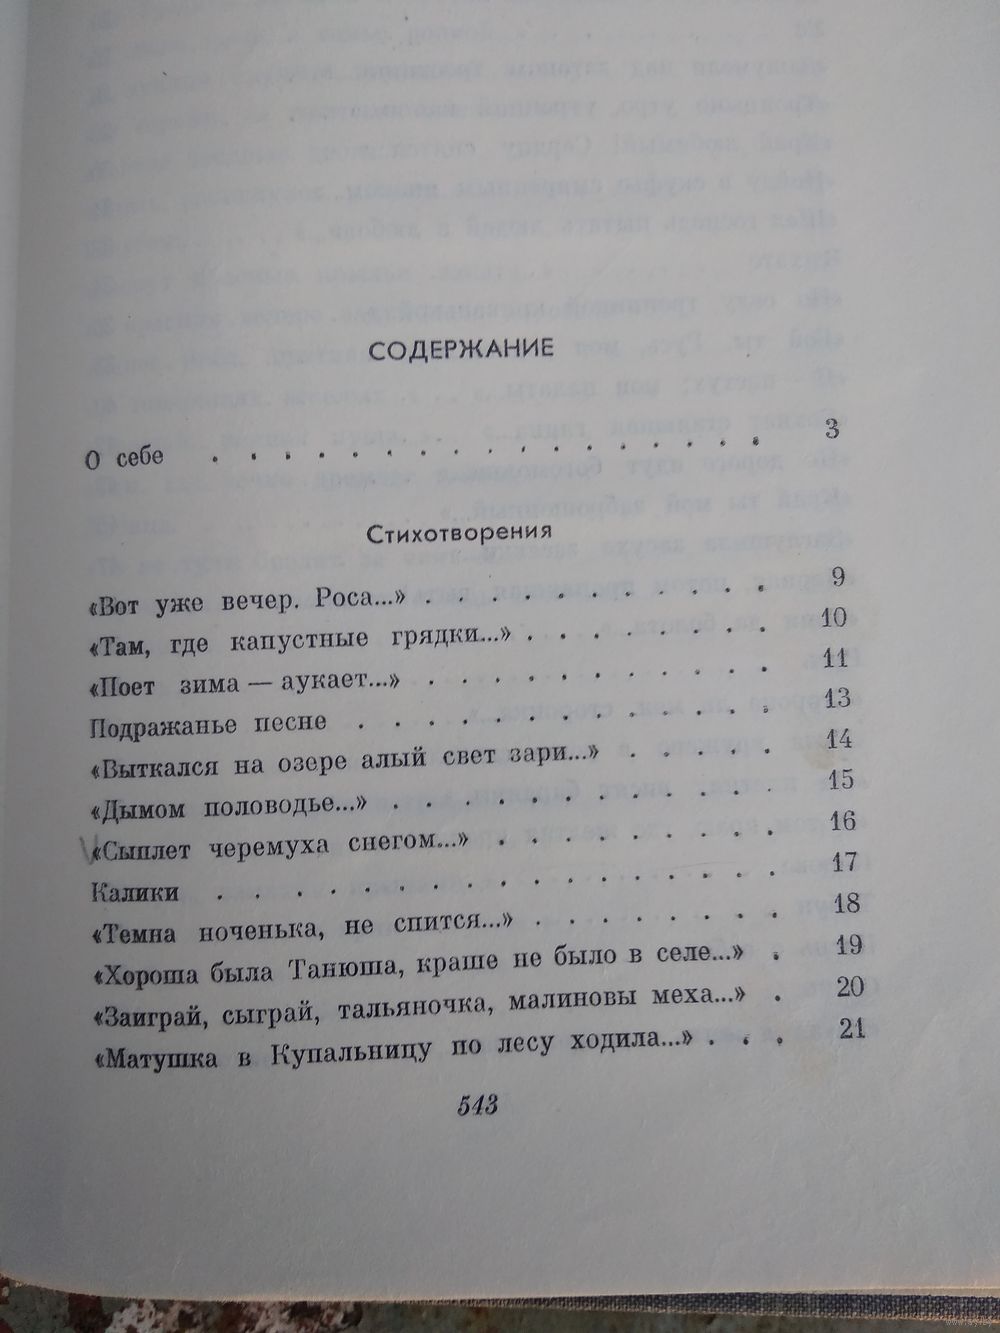 СОДЕРЖАНИЕ
О себе . . . . . . . . . . . . . . . . . 3
Стихотворения
«Вот уже вечер. Роса...» . . . . . . . . . . . 9
«Там, где капустные грядки...» . . . . . . . . 10
«Поет зима — аукает...» . . . . . . . . . . . 11
Подражанье песне . . . . . . . . . . . . . 13
«Выткался на озере алый свет зари...» . . . . . 14
«Дымом половодье...» . . . . . . . . . . . . 15
«Сыплет черемуха снегом...» . . . . . . . . . 16
Калики . . . . . . . . . . . . . . . . 17
«Темна ноченька, не спится...» . . . . . . . . 18
«Хороша была Танюша, краше не было в селе...» . 19
«Заиграй, сыграй, тальяночка, малиновы меха...» . 20
«Матушка в Купальницу по лесу ходила...» . . . 21
543